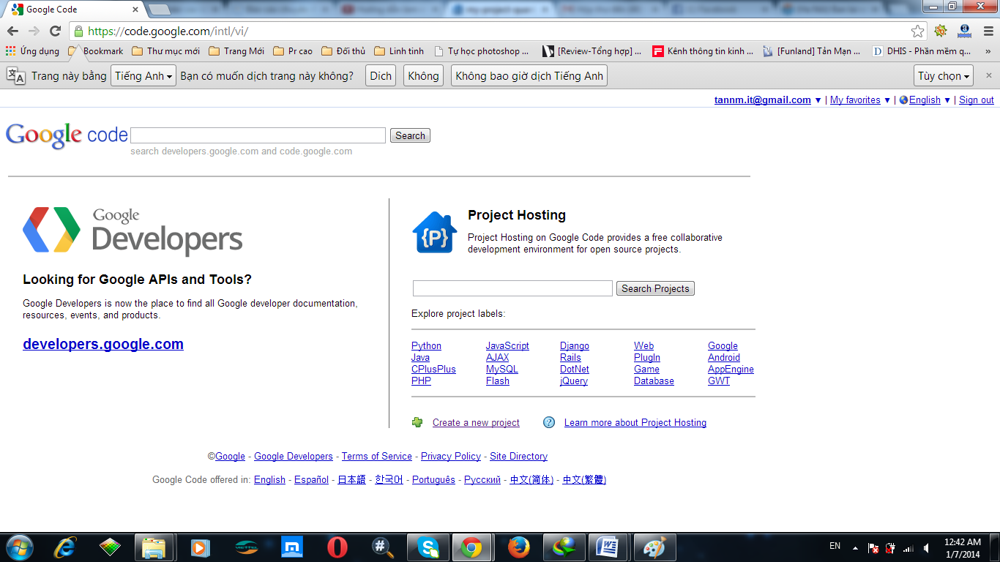 Google Code
https://code.google.com/intl/vi/
Ứng dụng Bookmark Thư mục mới Trang Mới Pr cao Đối thủ Linh tinh Tự học photoshop ... [Review-Tổng hợp] ... Kênh thông tin kinh ... [Funland] Tản Mạn ... DHIS - Phần mềm q... »
Trang này bằng Tiếng Anh Bạn có muốn dịch trang này không? Dịch Không Không bao giờ dịch Tiếng Anh Tùy chọn
tannm.it@gmail.com ▼ | My favorites ▼ | English ▼ | Sign out
Google code Search
search developers.google.com and code.google.com
Google
Developers
Looking for Google APIs and Tools?
Google Developers is now the place to find all Google developer documentation,
resources, events, and products.
developers.google.com
Project Hosting
Project Hosting on Google Code provides a free collaborative
development environment for open source projects.
{P}
Search Projects
Explore project labels:
Python JavaScript Django Web Google
Java AJAX Rails PlugIn Android
CPlusPlus MySQL DotNet Game AppEngine
PHP Flash jQuery Database GWT
Create a new project Learn more about Project Hosting
©Google - Google Developers - Terms of Service - Privacy Policy - Site Directory
Google Code offered in: English - Español - 日本語 - 한국어 - Português - Русский - 中文(简体) - 中文(繁體)
EN
12:42 AM
1/7/2014